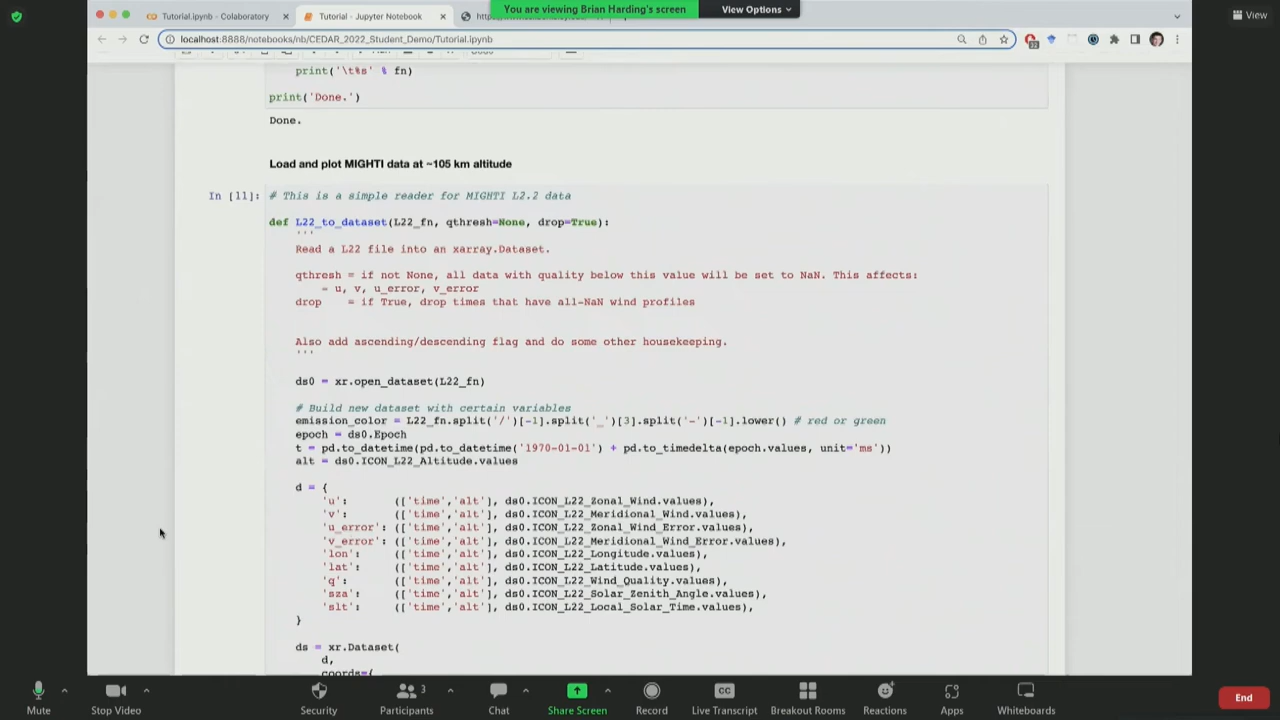 Tutorial.ipynb - Colaboratory
Tutorial - Jupyter Notebook
You are viewing Brian Harding's screen
View Options
View
localhost:8888/notebooks/nb/CEDAR_2022_Student_Demo/Tutorial.ipynb
print('\t%s' % fn)
print('Done.')
Done.
Load and plot MIGHTI data at ~105 km altitude
In [11]: # This is a simple reader for MIGHTI L2.2 data
def L22_to_dataset(L22_fn, qthresh=None, drop=True):
'''
Read a L22 file into an xarray.Dataset.
qthresh = if not None, all data with quality below this value will be set to NaN. This affects:
= u, v, u_error, v_error
drop = if True, drop times that have all-NaN wind profiles
Also add ascending/descending flag and do some other housekeeping.
'''
ds0 = xr.open_dataset(L22_fn)
# Build new dataset with certain variables
emission_color = L22_fn.split('/')[-1].split('_')[3].split('-')[-1].lower() # red or green
epoch = ds0.Epoch
t = pd.to_datetime(pd.to_datetime('1970-01-01') + pd.to_timedelta(epoch.values, unit='ms'))
alt = ds0.ICON_L22_Altitude.values
d = {
'u': (['time','alt'], ds0.ICON_L22_Zonal_Wind.values),
'v': (['time','alt'], ds0.ICON_L22_Meridional_Wind.values),
'u_error': (['time','alt'], ds0.ICON_L22_Zonal_Wind_Error.values),
'v_error': (['time','alt'], ds0.ICON_L22_Meridional_Wind_Error.values),
'lon': (['time','alt'], ds0.ICON_L22_Longitude.values),
'lat': (['time','alt'], ds0.ICON_L22_Latitude.values),
'q': (['time','alt'], ds0.ICON_L22_Wind_Quality.values),
'sza': (['time','alt'], ds0.ICON_L22_Solar_Zenith_Angle.values),
'slt': (['time','alt'], ds0.ICON_L22_Local_Solar_Time.values),
}
ds = xr.Dataset(
d,
coords={
3
Mute
Stop Video
Security
Participants
Chat
Share Screen
Record
CC
Live Transcript
Breakout Rooms
Reactions
Apps
Whiteboards
End